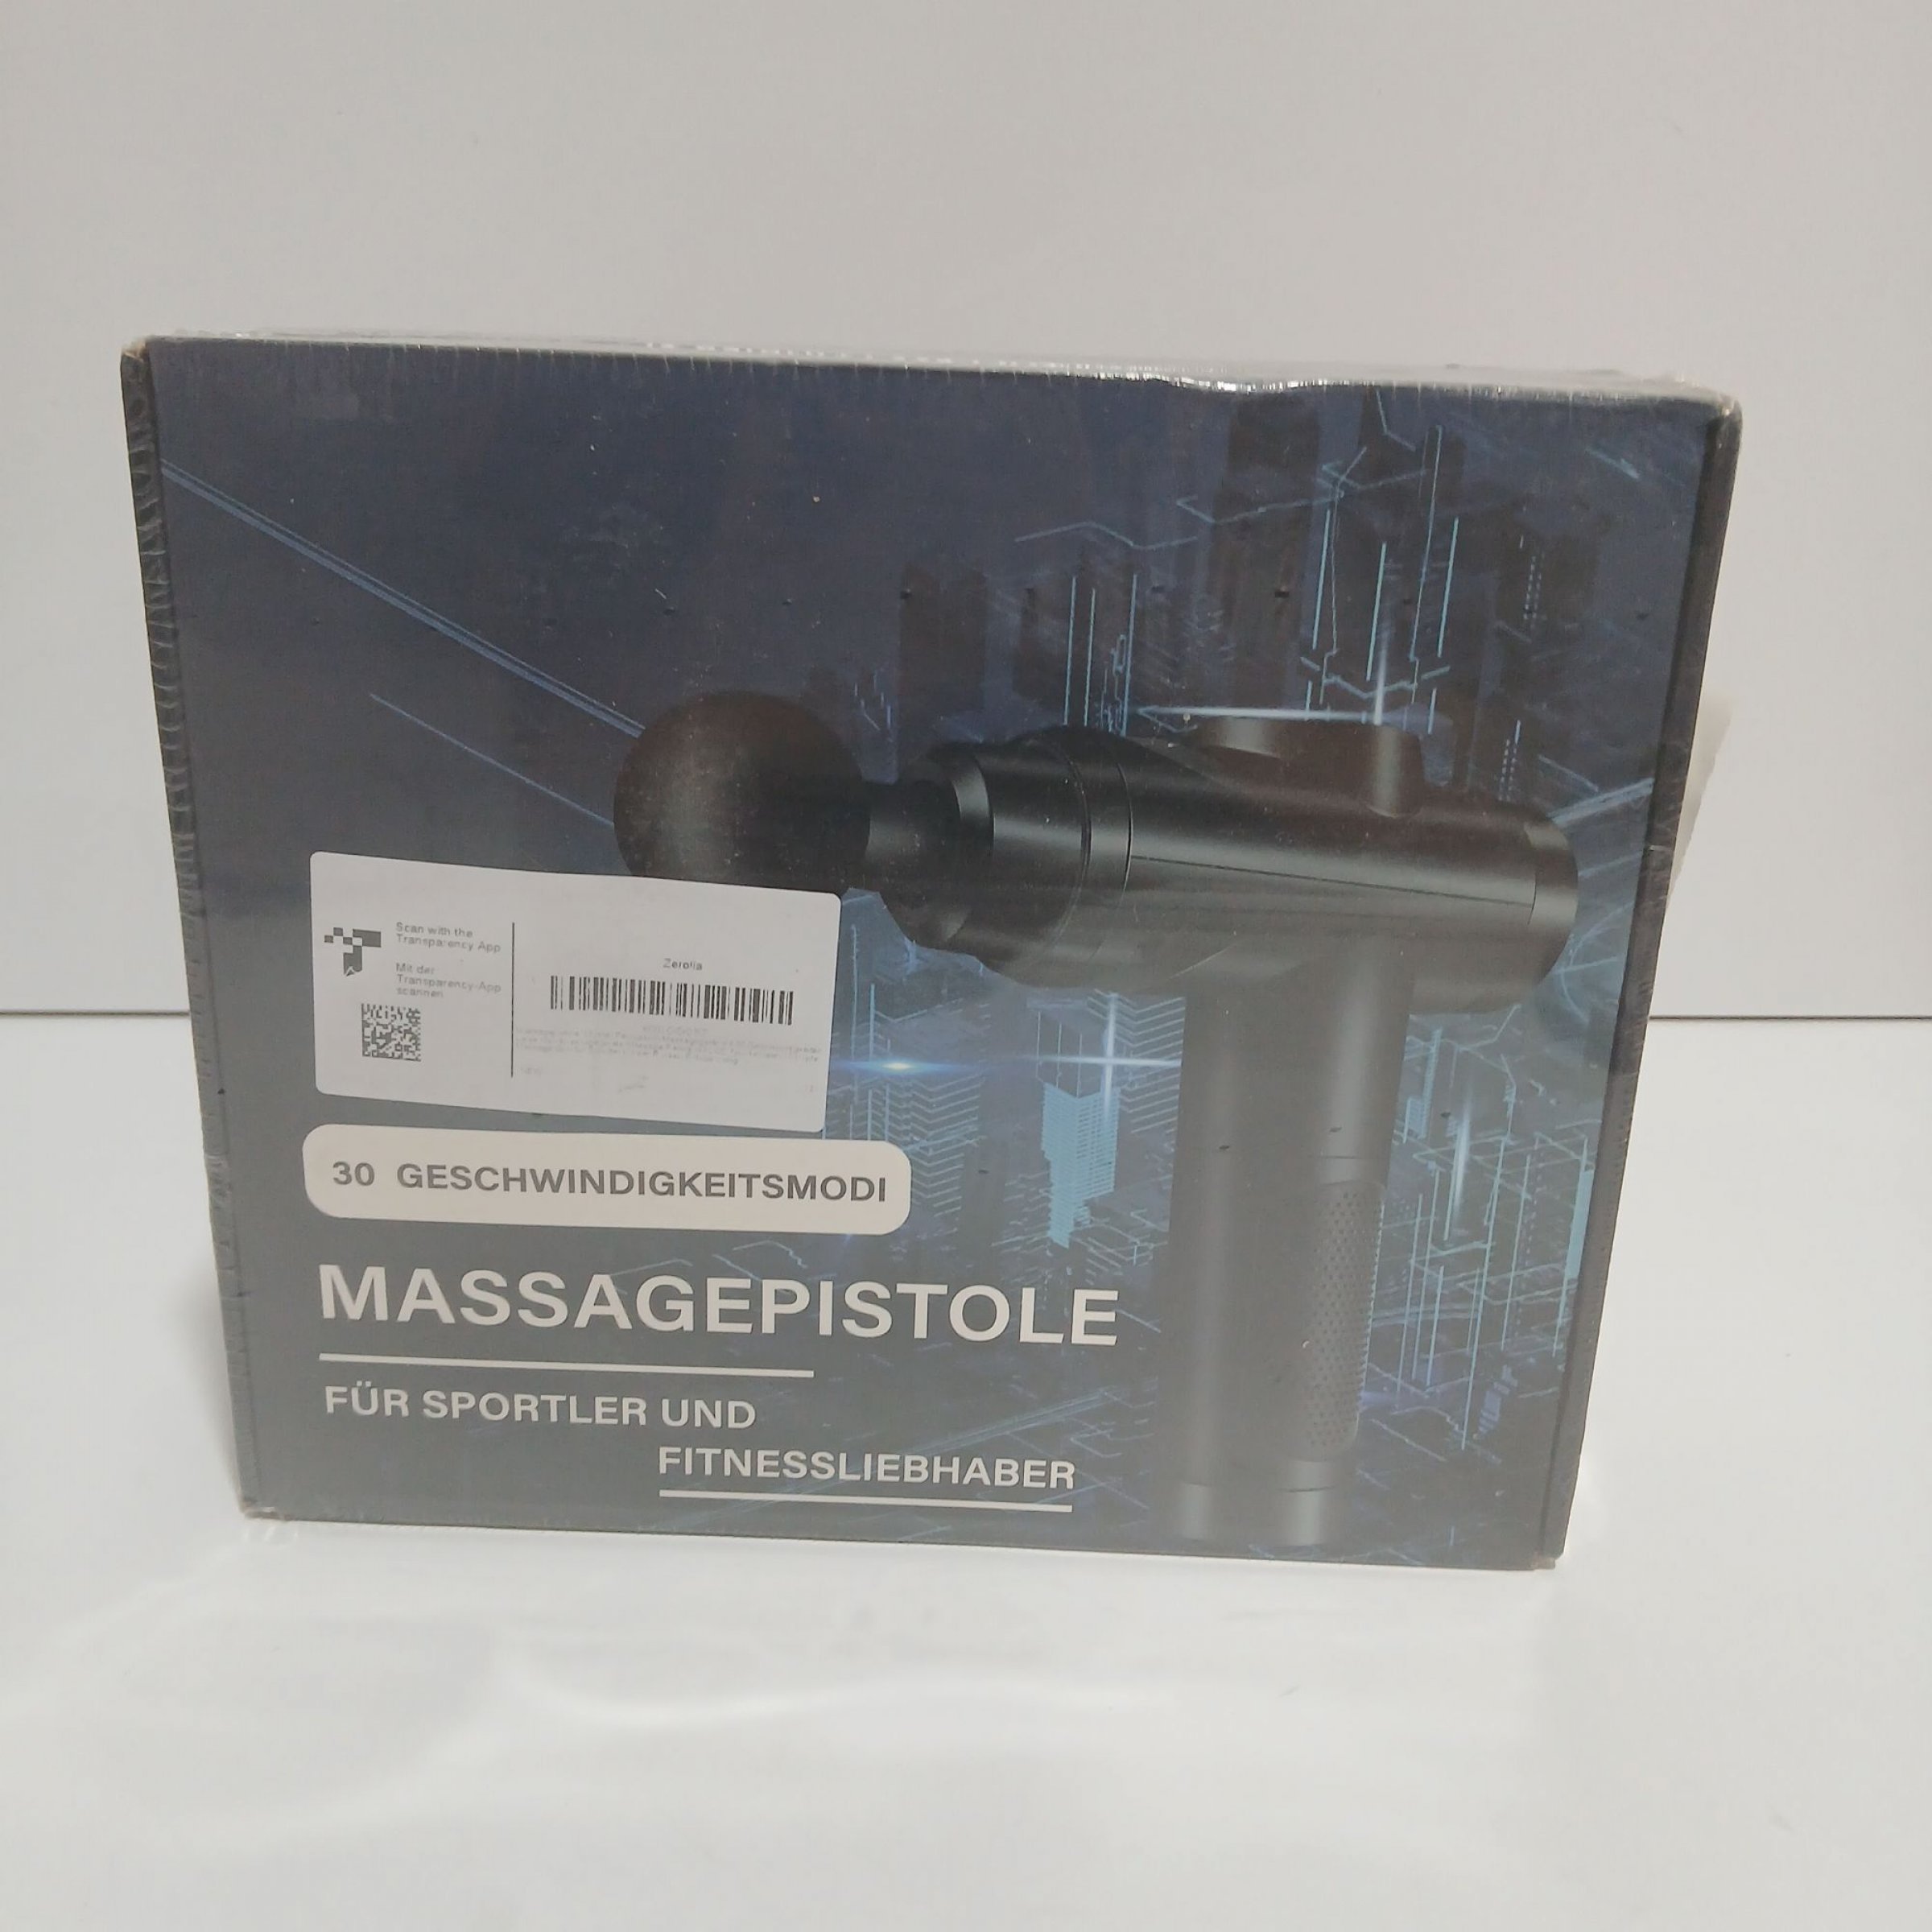 Scan with the
Transparency App
Mit der
Transparency-App
scannen
Zerolia
30 GESCHWINDIGKEITSMODI
MASSAGEPISTOLE
FÜR SPORTLER UND
FITNESSLIEBHABER